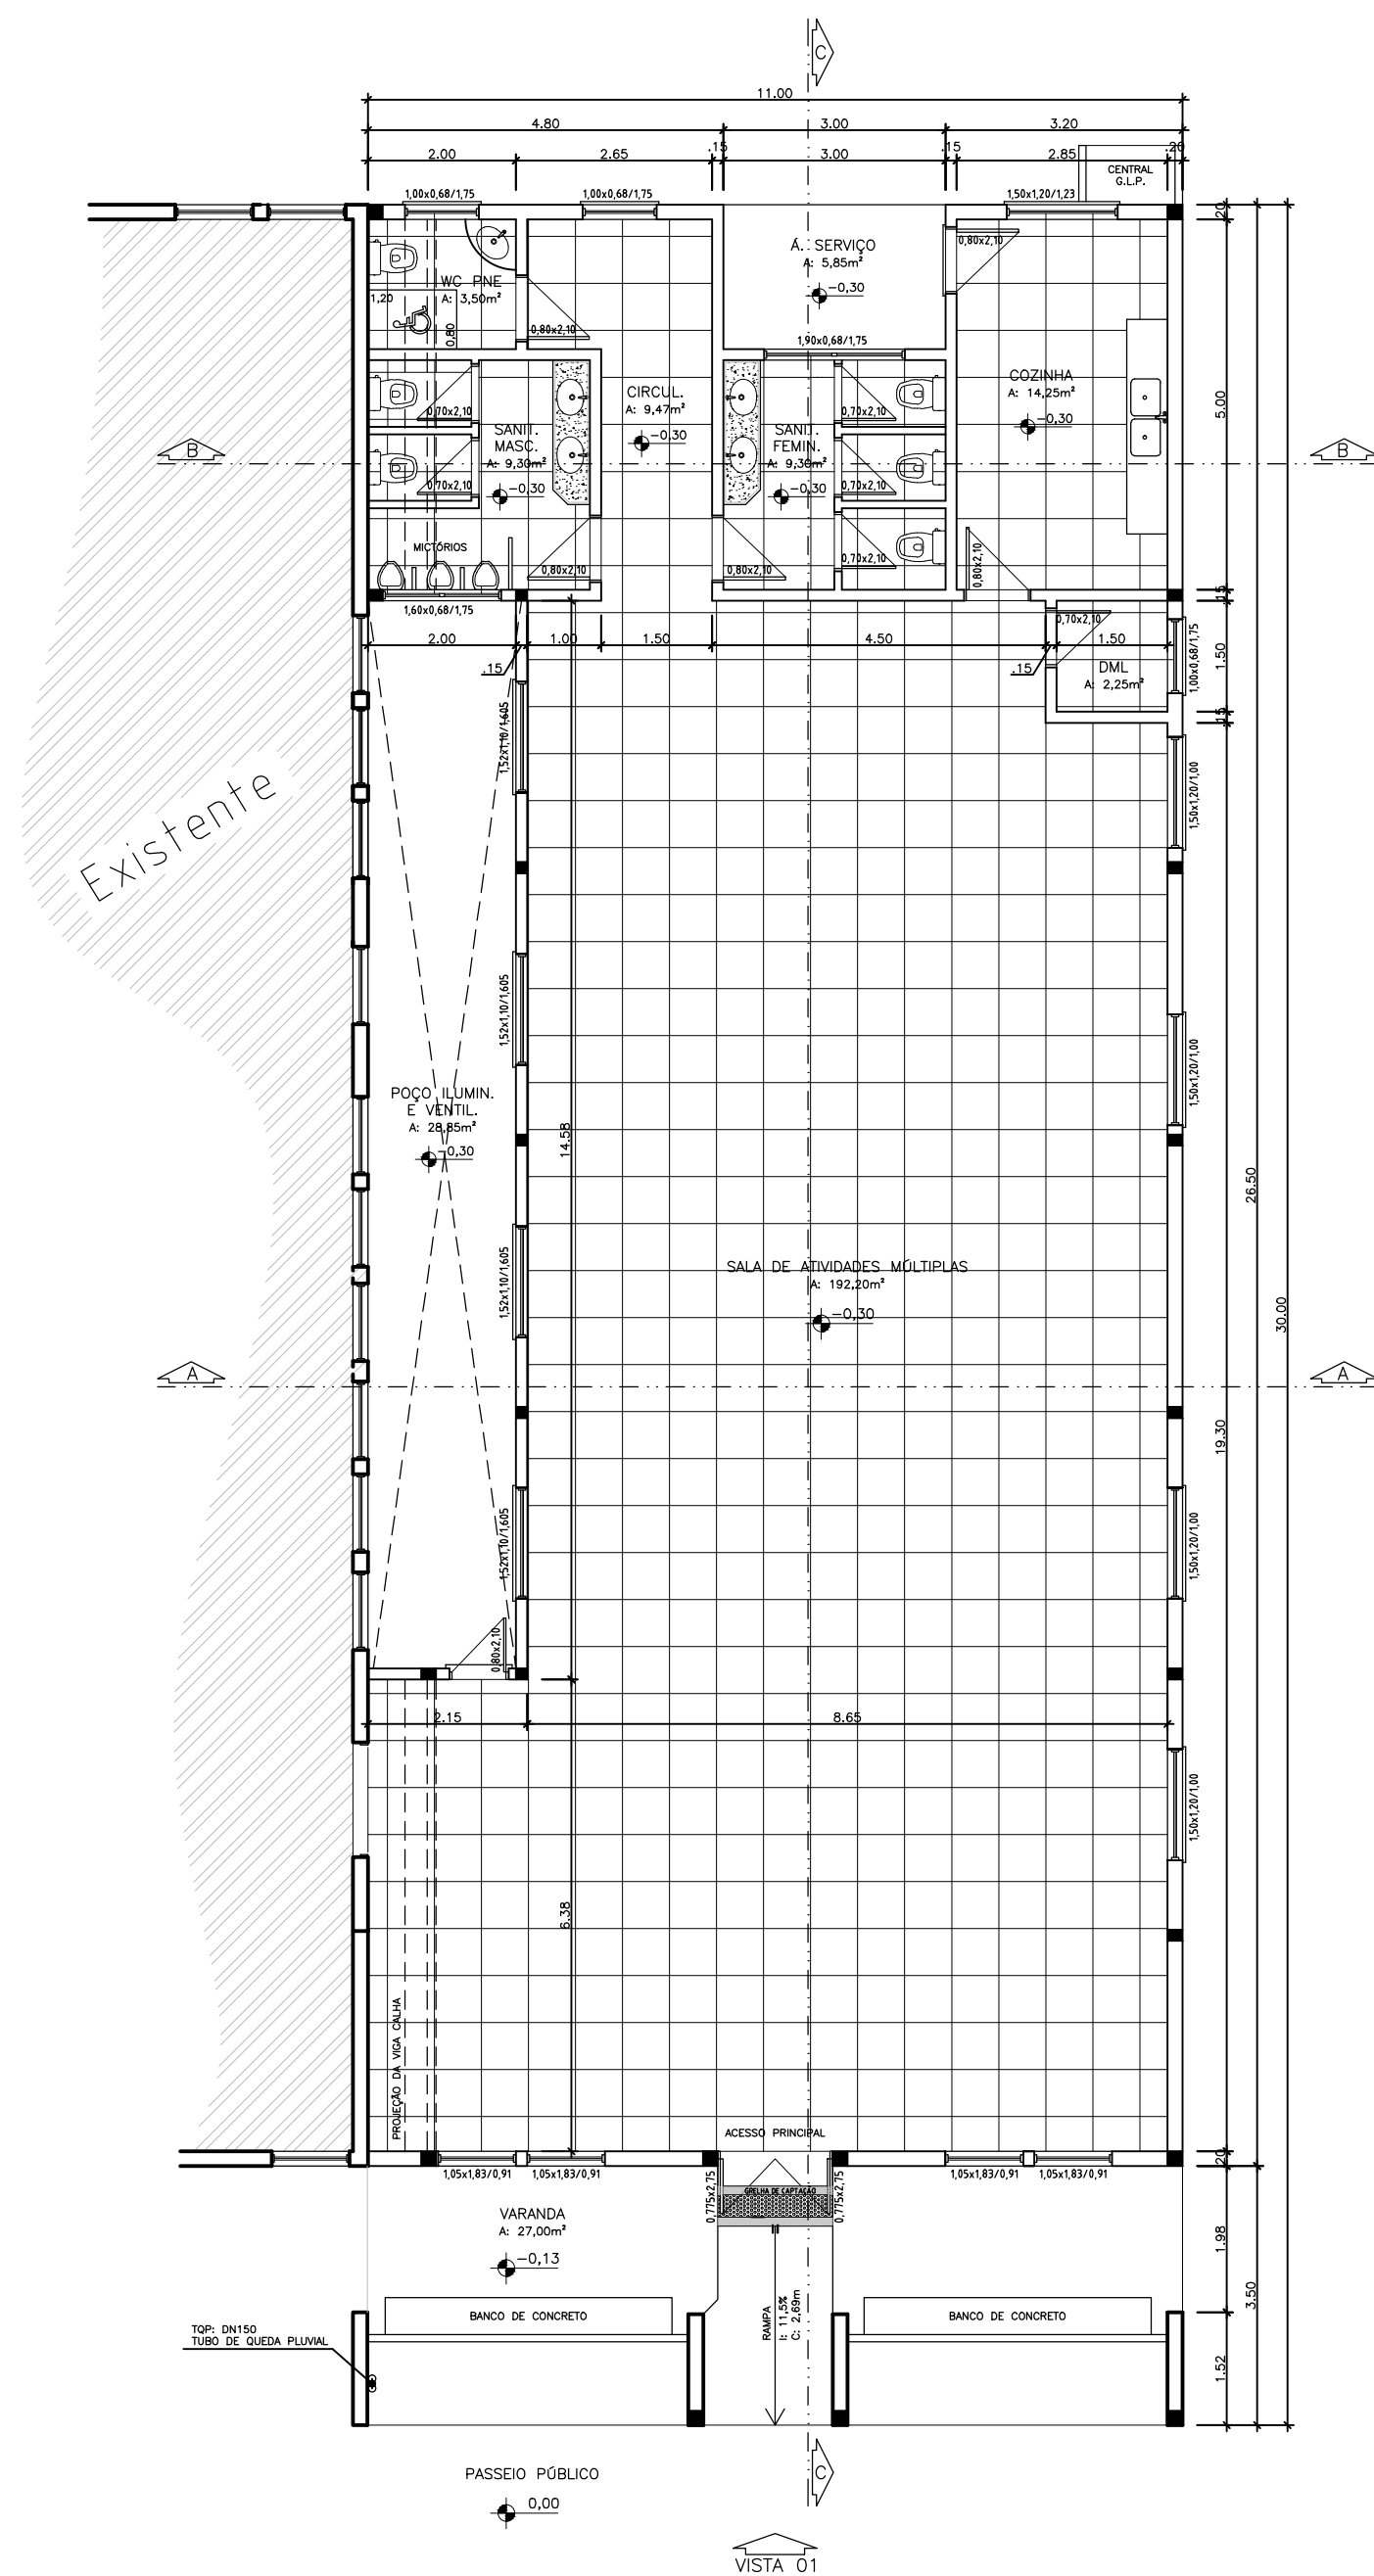 C
11.00
4.80
3.00
3.20
2.00
2.65
.15
3.00
.15
2.85
.20
CENTRAL
G.L.P.
1,00x0,68/1,75
1,00x0,68/1,75
1,50x1,20/1,23
20
WC PNE
A: 3,50m²
1,20
0,80
0,80x2,10
Á. SERVIÇO
A: 5,85m²
-0,30
0,80x2,10
1,90x0,68/1,75
CIRCUL.
A: 9,47m²
-0,30
COZINHA
A: 14,25m²
-0,30
5.00
0,70x2,10
SANIT.
MASC.
A: 9,30m²
-0,30
0,70x2,10
SANIT.
FEMIN.
A: 9,30m²
-0,30
0,70x2,10
0,70x2,10
B
B
MICTÓRIOS
0,80x2,10
0,80x2,10
0,70x2,10
0,80x2,10
1,60x0,68/1,75
15
2.00
.15
1.00
1.50
4.50
.15
1.50
0,70x2,10
DML
A: 2,25m²
1,00x0,68/1,75
1.50
15
Existente
1,52x1,10/1,605
1,50x1,20/1,00
1,52x1,10/1,605
1,50x1,20/1,00
POÇO ILUMIN.
E VENTIL.
A: 28,85m²
-0,30
14.58
26.50
1,52x1,10/1,605
SALA DE ATIVIDADES MÚLTIPLAS
A: 192,20m²
-0,30
30.00
A
A
19.30
1,52x1,10/1,605
1,50x1,20/1,00
0,80x2,10
2.15
8.65
1,50x1,20/1,00
6.38
PROJEÇÃO DA VIGA CALHA
ACESSO PRINCIPAL
20
1,05x1,83/0,91
1,05x1,83/0,91
1,05x1,83/0,91
1,05x1,83/0,91
0,775x2,75
GRELHA DE CAPTAÇÃO
0,775x2,75
VARANDA
A: 27,00m²
-0,13
1.98
3.50
BANCO DE CONCRETO
RAMPA
I: 11,5%
C: 2,69m
BANCO DE CONCRETO
TQP: DN150
TUBO DE QUEDA PLUVIAL
1.52
PASSEIO PÚBLICO
0,00
C
VISTA 01